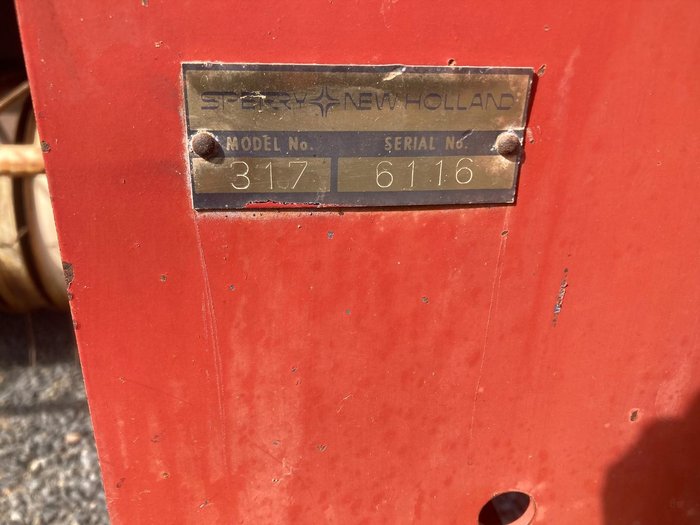 SPERRY NEW HOLLAND
MODEL No. SERIAL No.
317 6116